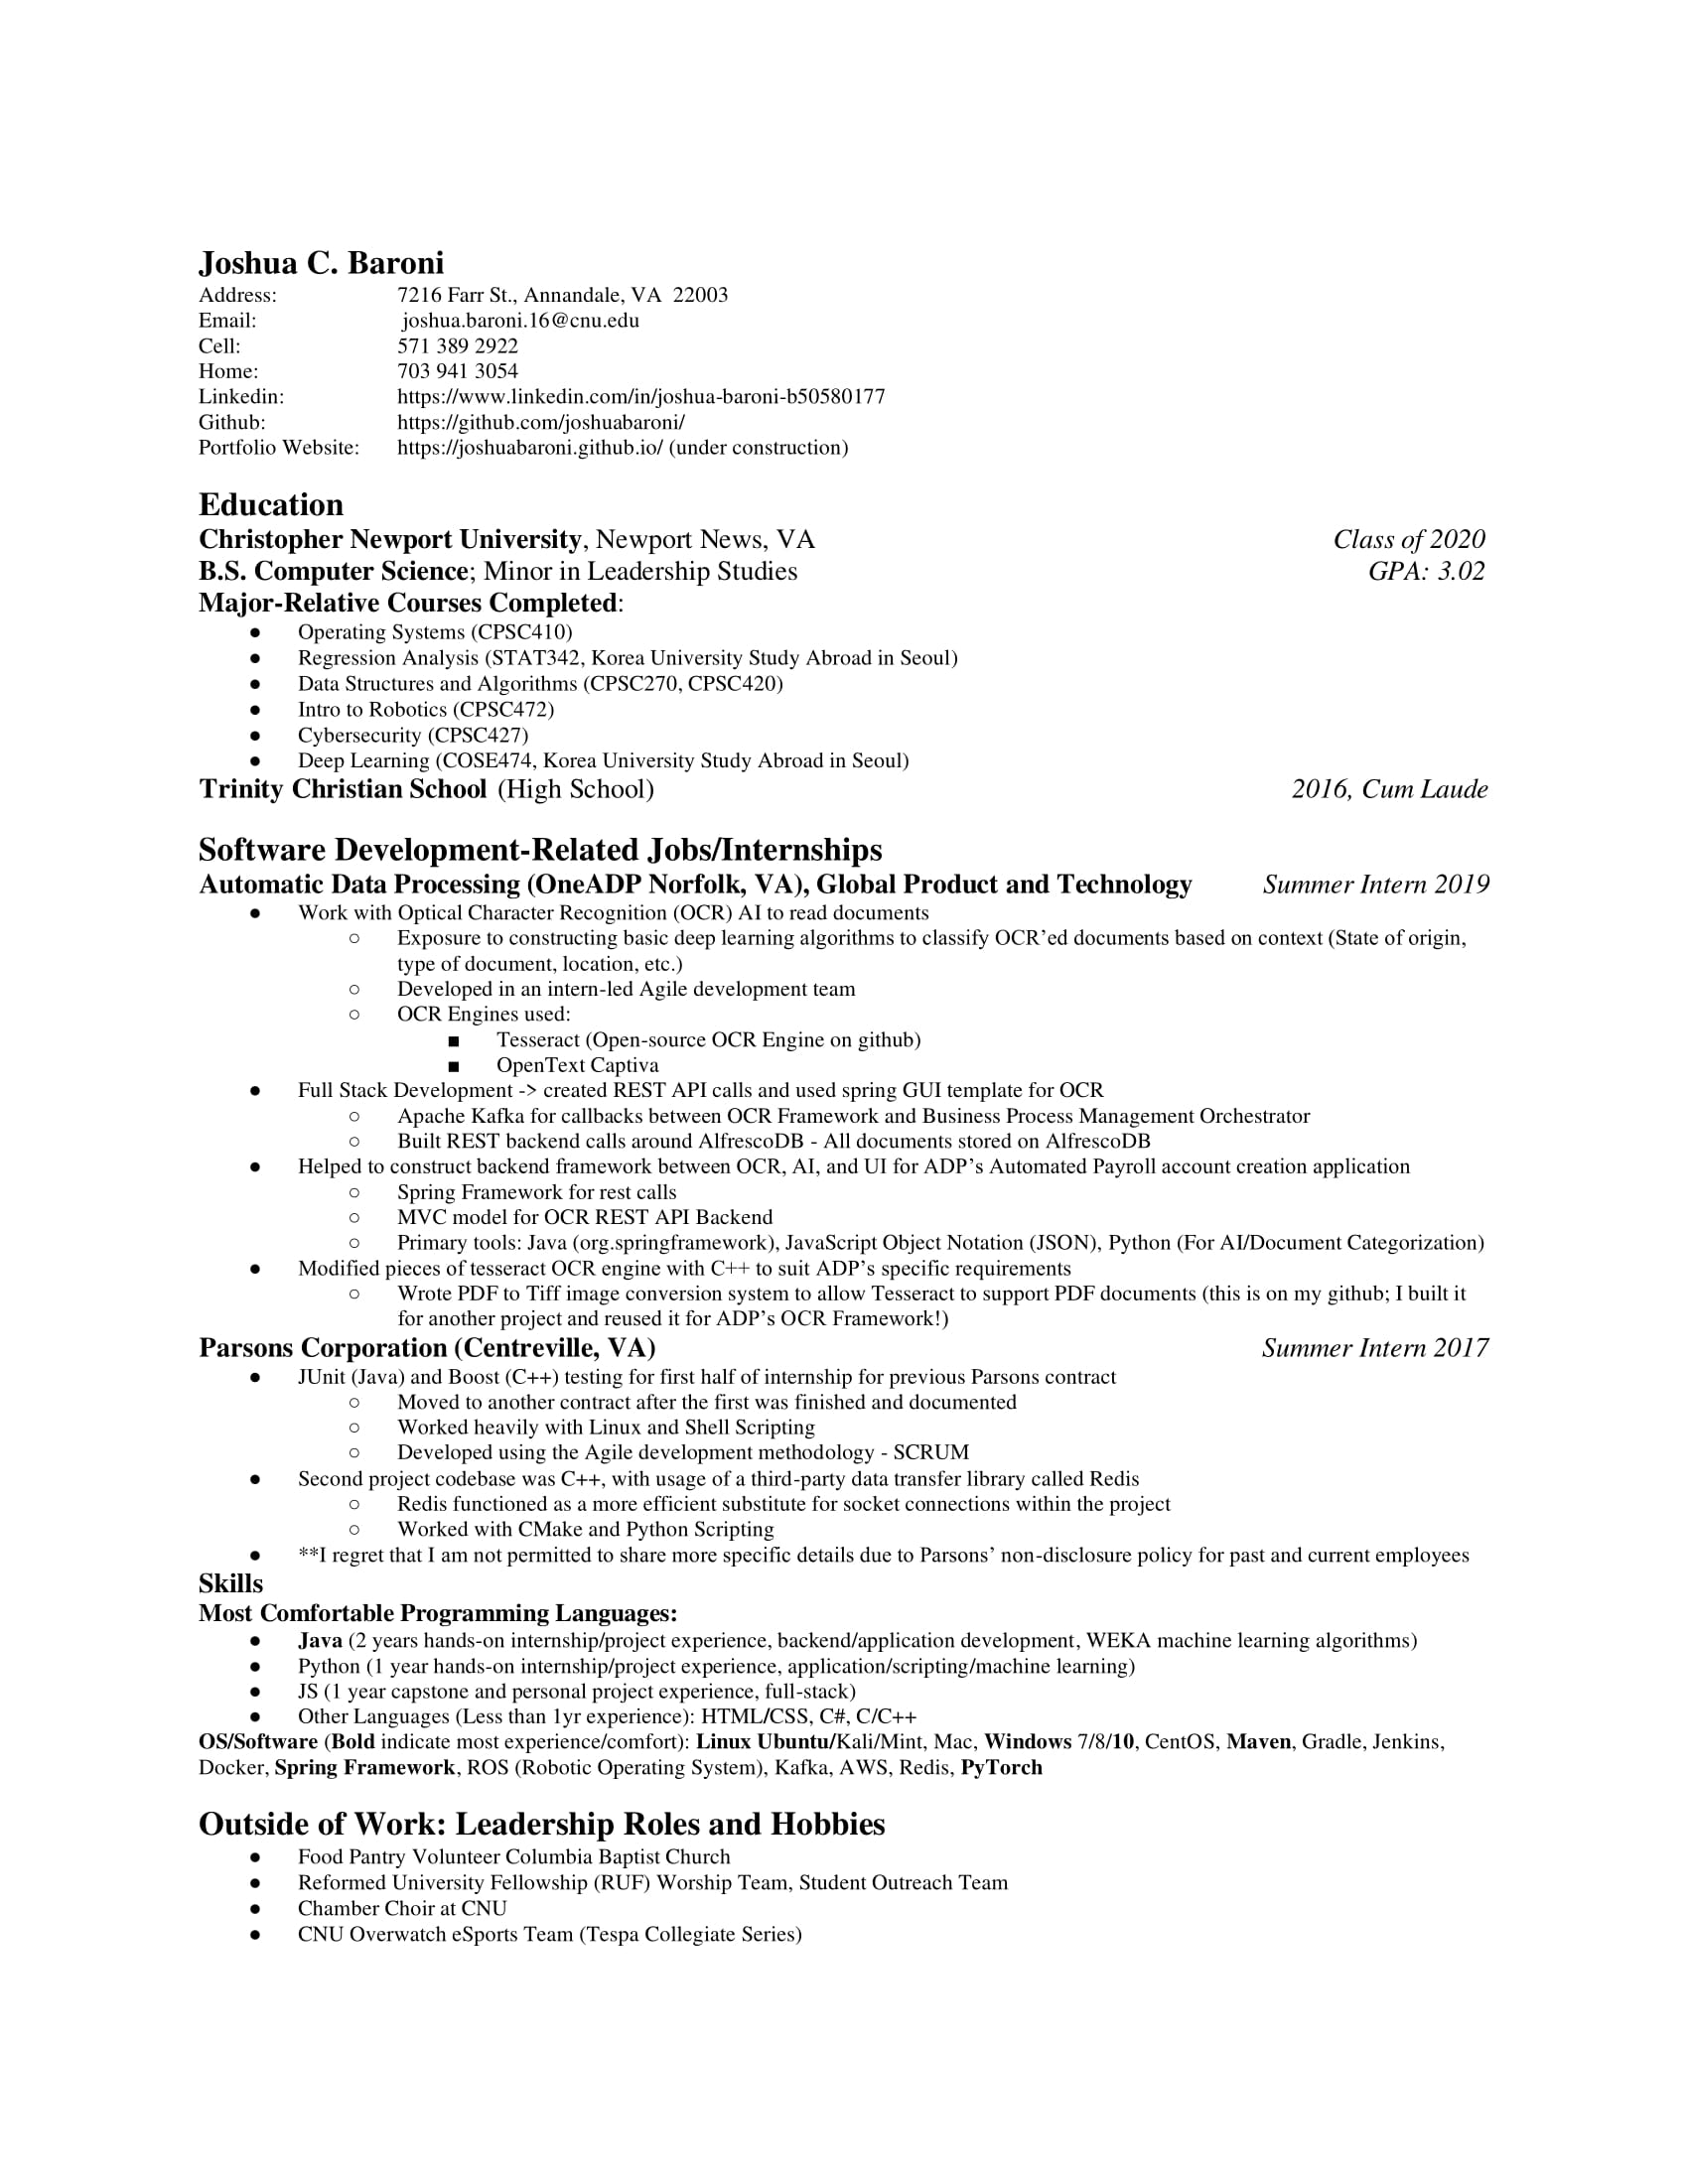 Joshua C. Baroni
Address: 7216 Farr St., Annandale, VA  22003
Email: joshua.baroni.16@cnu.edu
Cell: 571 389 2922
Home: 703 941 3054
Linkedin: https://www.linkedin.com/in/joshua-baroni-b50580177
Github: https://github.com/joshuabaroni/
Portfolio Website: https://joshuabaroni.github.io/ (under construction)
Education
Christopher Newport University, Newport News, VA Class of 2020
B.S. Computer Science; Minor in Leadership Studies GPA: 3.02
Major-Relative Courses Completed:
● Operating Systems (CPSC410)
● Regression Analysis (STAT342, Korea University Study Abroad in Seoul)
● Data Structures and Algorithms (CPSC270, CPSC420)
● Intro to Robotics (CPSC472)
● Cybersecurity (CPSC427)
● Deep Learning (COSE474, Korea University Study Abroad in Seoul)
Trinity Christian School (High School) 2016, Cum Laude
Software Development-Related Jobs/Internships
Automatic Data Processing (OneADP Norfolk, VA), Global Product and Technology Summer Intern 2019
● Work with Optical Character Recognition (OCR) AI to read documents
○ Exposure to constructing basic deep learning algorithms to classify OCR’ed documents based on context (State of origin,
type of document, location, etc.)
○ Developed in an intern-led Agile development team
○ OCR Engines used:
■ Tesseract (Open-source OCR Engine on github)
■ OpenText Captiva
● Full Stack Development -> created REST API calls and used spring GUI template for OCR
○ Apache Kafka for callbacks between OCR Framework and Business Process Management Orchestrator
○ Built REST backend calls around AlfrescoDB - All documents stored on AlfrescoDB
● Helped to construct backend framework between OCR, AI, and UI for ADP’s Automated Payroll account creation application
○ Spring Framework for rest calls
○ MVC model for OCR REST API Backend
○ Primary tools: Java (org.springframework), JavaScript Object Notation (JSON), Python (For AI/Document Categorization)
● Modified pieces of tesseract OCR engine with C++ to suit ADP’s specific requirements
○ Wrote PDF to Tiff image conversion system to allow Tesseract to support PDF documents (this is on my github; I built it
for another project and reused it for ADP’s OCR Framework!)
Parsons Corporation (Centreville, VA) Summer Intern 2017
● JUnit (Java) and Boost (C++) testing for first half of internship for previous Parsons contract
○ Moved to another contract after the first was finished and documented
○ Worked heavily with Linux and Shell Scripting
○ Developed using the Agile development methodology - SCRUM
● Second project codebase was C++, with usage of a third-party data transfer library called Redis
○ Redis functioned as a more efficient substitute for socket connections within the project
○ Worked with CMake and Python Scripting
● **I regret that I am not permitted to share more specific details due to Parsons’ non-disclosure policy for past and current employees
Skills
Most Comfortable Programming Languages:
● Java (2 years hands-on internship/project experience, backend/application development, WEKA machine learning algorithms)
● Python (1 year hands-on internship/project experience, application/scripting/machine learning)
● JS (1 year capstone and personal project experience, full-stack)
● Other Languages (Less than 1yr experience): HTML/CSS, C#, C/C++
OS/Software (Bold indicate most experience/comfort): Linux Ubuntu/Kali/Mint, Mac, Windows 7/8/10, CentOS, Maven, Gradle, Jenkins,
Docker, Spring Framework, ROS (Robotic Operating System), Kafka, AWS, Redis, PyTorch
Outside of Work: Leadership Roles and Hobbies
● Food Pantry Volunteer Columbia Baptist Church
● Reformed University Fellowship (RUF) Worship Team, Student Outreach Team
● Chamber Choir at CNU
● CNU Overwatch eSports Team (Tespa Collegiate Series)